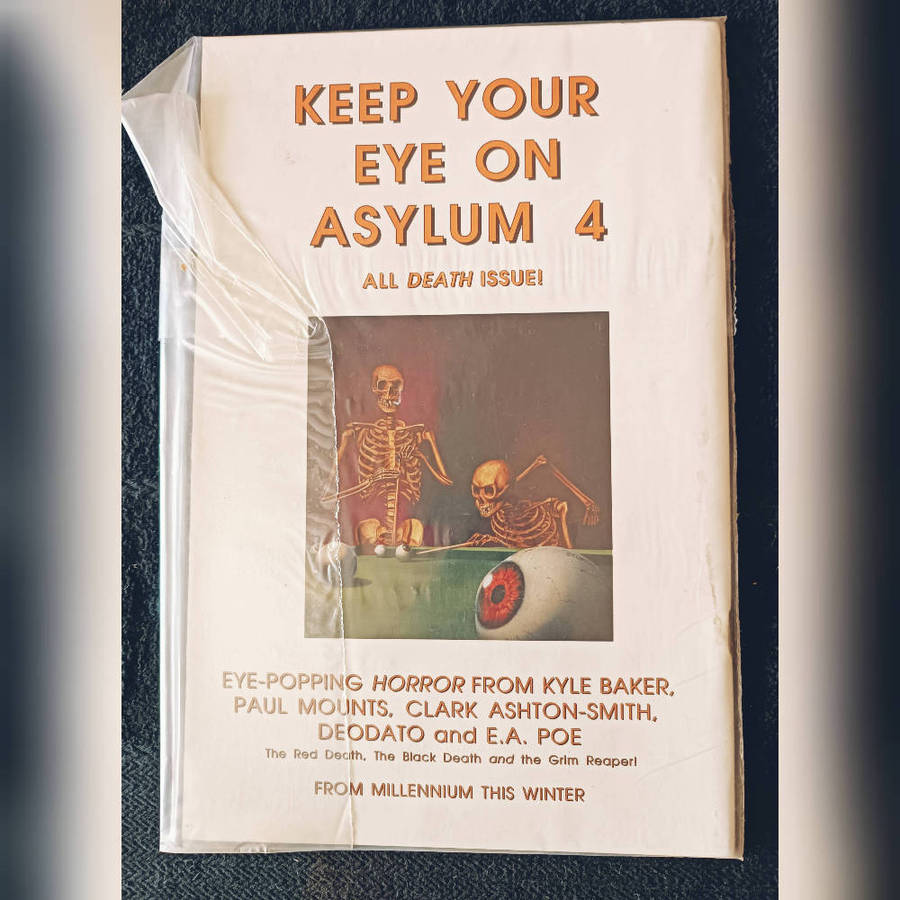 KEEP YOUR
EYE ON
ASYLUM 4
ALL DEATH ISSUE!
EYE-POPPING HORROR FROM KYLE BAKER,
PAUL MOUNTS, CLARK ASHTON-SMITH,
DEODATO and E.A. POE
The Red Death, The Black Death and the Grim Reaper!
FROM MILLENNIUM THIS WINTER